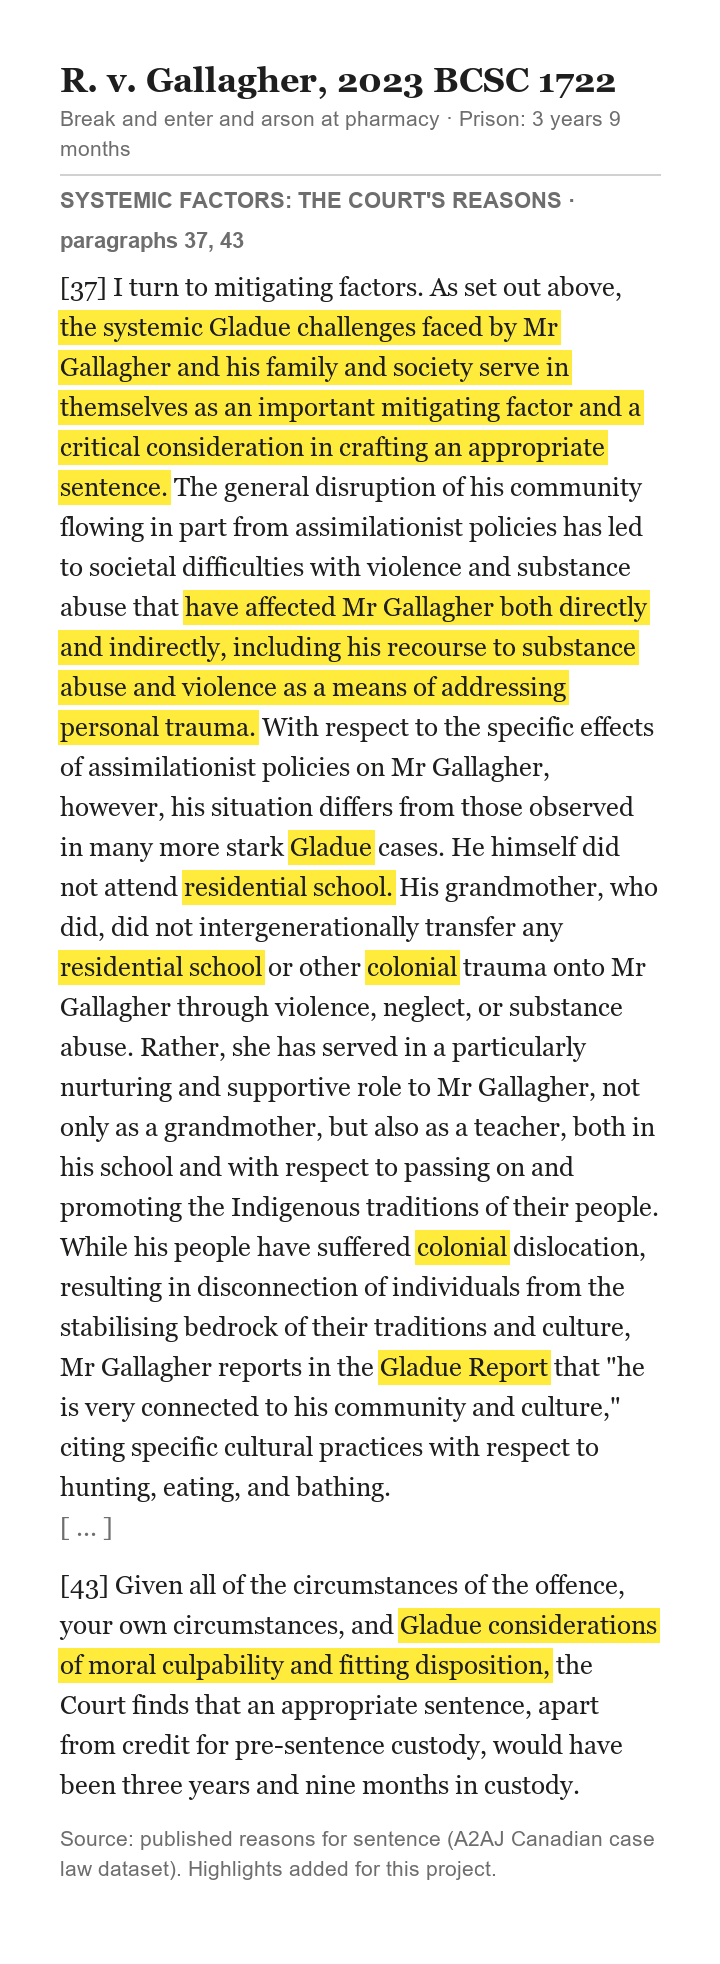 R. v. Gallagher, 2023 BCSC 1722
Break and enter and arson at pharmacy · Prison: 3 years 9
months
SYSTEMIC FACTORS: THE COURT'S REASONS ·
paragraphs 37, 43
[37] I turn to mitigating factors. As set out above,
the systemic Gladue challenges faced by Mr
Gallagher and his family and society serve in
themselves as an important mitigating factor and a
critical consideration in crafting an appropriate
sentence. The general disruption of his community
flowing in part from assimilationist policies has led
to societal difficulties with violence and substance
abuse that have affected Mr Gallagher both directly
and indirectly, including his recourse to substance
abuse and violence as a means of addressing
personal trauma. With respect to the specific effects
of assimilationist policies on Mr Gallagher,
however, his situation differs from those observed
in many more stark Gladue cases. He himself did
not attend residential school. His grandmother, who
did, did not intergenerationally transfer any
residential school or other colonial trauma onto Mr
Gallagher through violence, neglect, or substance
abuse. Rather, she has served in a particularly
nurturing and supportive role to Mr Gallagher, not
only as a grandmother, but also as a teacher, both in
his school and with respect to passing on and
promoting the Indigenous traditions of their people.
While his people have suffered colonial dislocation,
resulting in disconnection of individuals from the
stabilising bedrock of their traditions and culture,
Mr Gallagher reports in the Gladue Report that "he
is very connected to his community and culture,"
citing specific cultural practices with respect to
hunting, eating, and bathing.
[ ... ]
[43] Given all of the circumstances of the offence,
your own circumstances, and Gladue considerations
of moral culpability and fitting disposition, the
Court finds that an appropriate sentence, apart
from credit for pre-sentence custody, would have
been three years and nine months in custody.
Source: published reasons for sentence (A2AJ Canadian case
law dataset). Highlights added for this project.